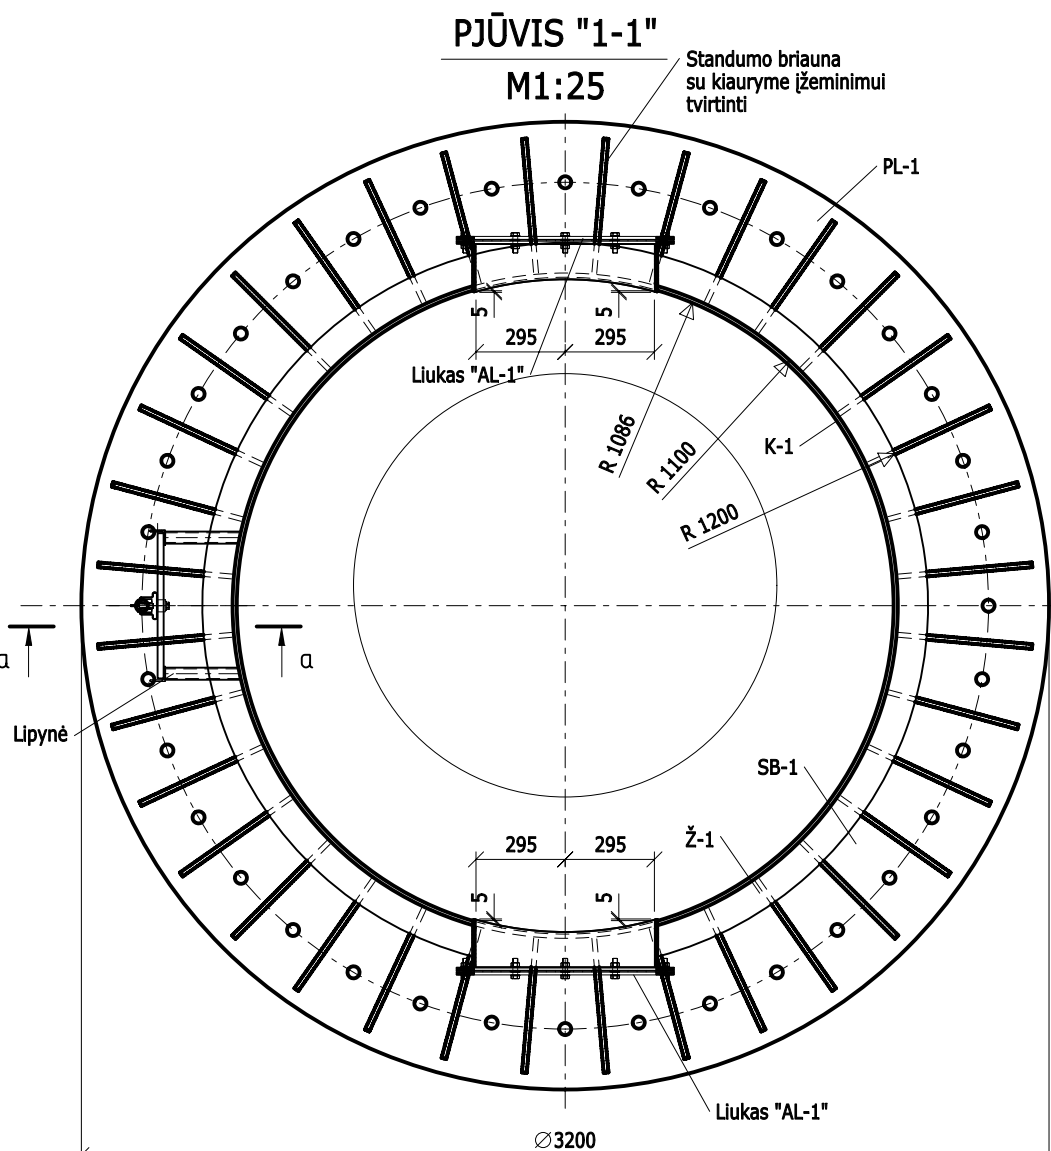 PJŪVIS "1-1"
M1:25
Standumo briauna
su kiauryme įžeminimui
tvirtinti
PL-1
5
5
295
295
Liukas "AL-1"
R 1086
R 1100
K-1
R 1200
a
a
Lipynė
SB-1
295
295
Ž-1
5
5
Liukas "AL-1"
∅3200